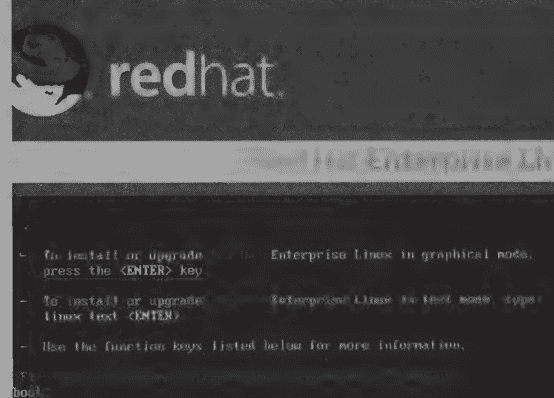 redhat.
Enterprise Li
- To install or upgrade Enterprise Linux in graphical mode,
press the <ENTER> key.
- To install or upgrade Enterprise Linux in text mode, type:
linux text <ENTER>.
- Use the function keys listed below for more information.
boot: